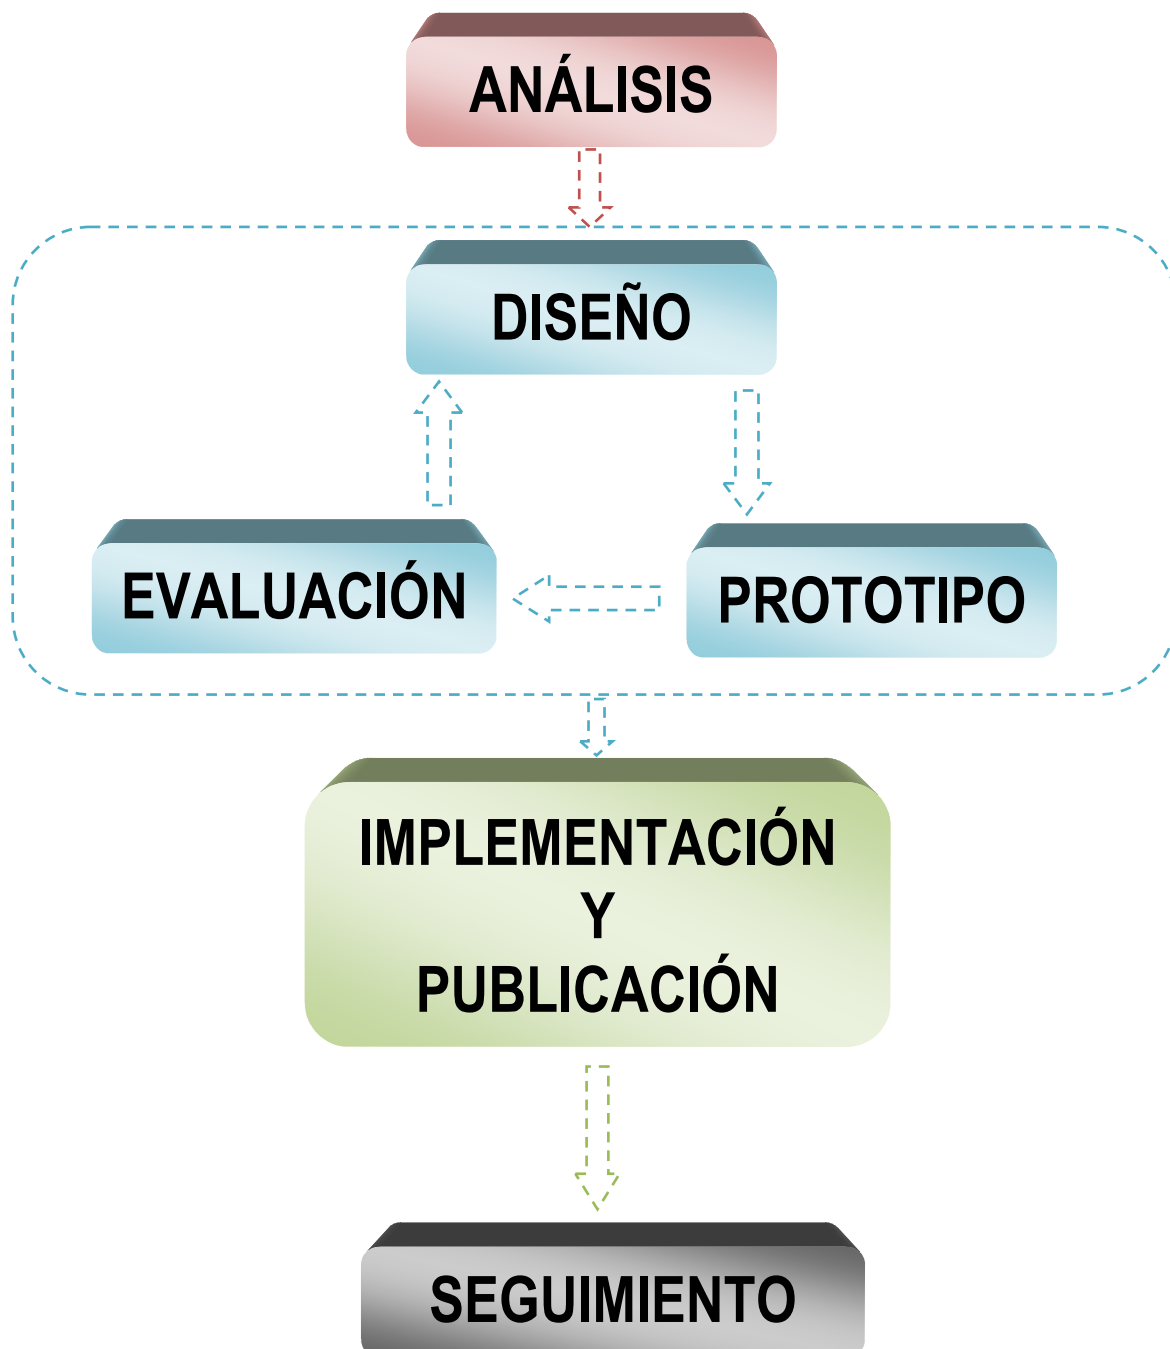 ANÁLISIS
DISEÑO
EVALUACIÓN
PROTOTIPO
IMPLEMENTACIÓN
Y
PUBLICACIÓN
SEGUIMIENTO